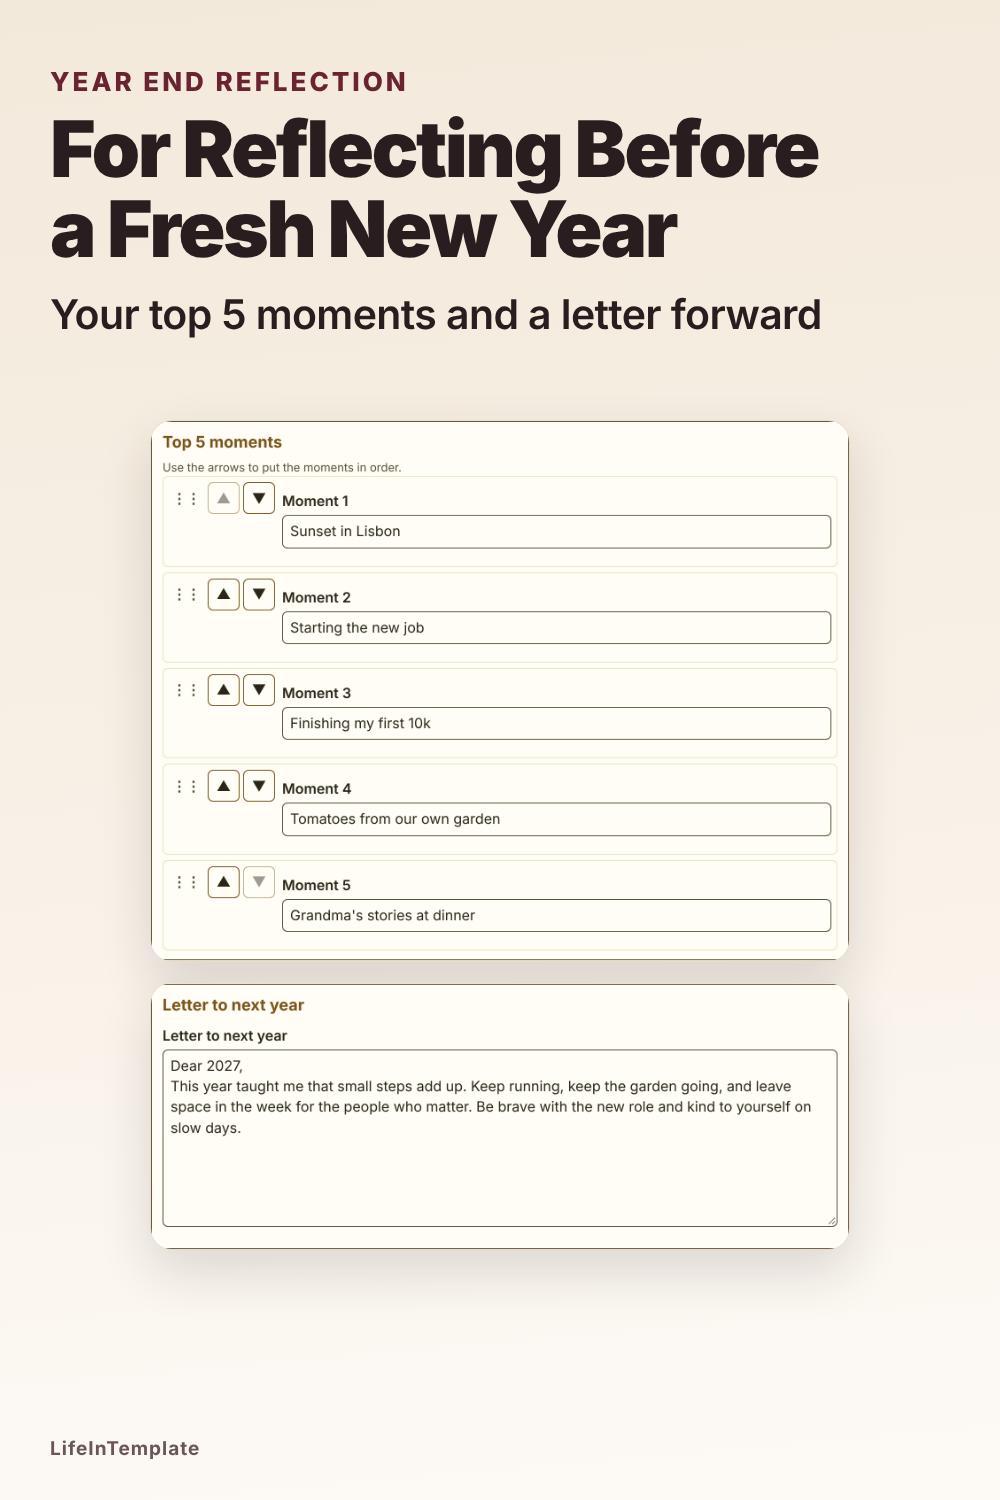 YEAR END REFLECTION
For Reflecting Before
a Fresh New Year
Your top 5 moments and a letter forward
Top 5 moments
Use the arrows to put the moments in order.
Moment 1
Sunset in Lisbon
Moment 2
Starting the new job
Moment 3
Finishing my first 10k
Moment 4
Tomatoes from our own garden
Moment 5
Grandma's stories at dinner
Letter to next year
Letter to next year
Dear 2027,
This year taught me that small steps add up. Keep running, keep the garden going, and leave
space in the week for the people who matter. Be brave with the new role and kind to yourself on
slow days.
LifeInTemplate